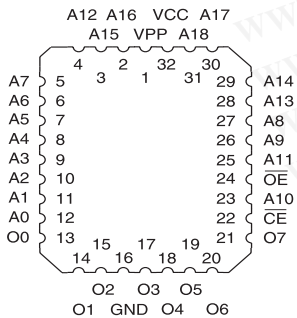 A12 A16 VCC A17
A15 VPP A18
4 2 32 30
3 1 31
A7 5 29 A14
A6 6 28 A13
A5 7 27 A8
A4 8 26 A9
A3 9 25 A11
A2 10 24 OE
A1 11 23 A10
A0 12 22 CE
O0 13 21 O7
15 17 19
14 16 18 20
O2 O3 O5
O1 GND O4 O6